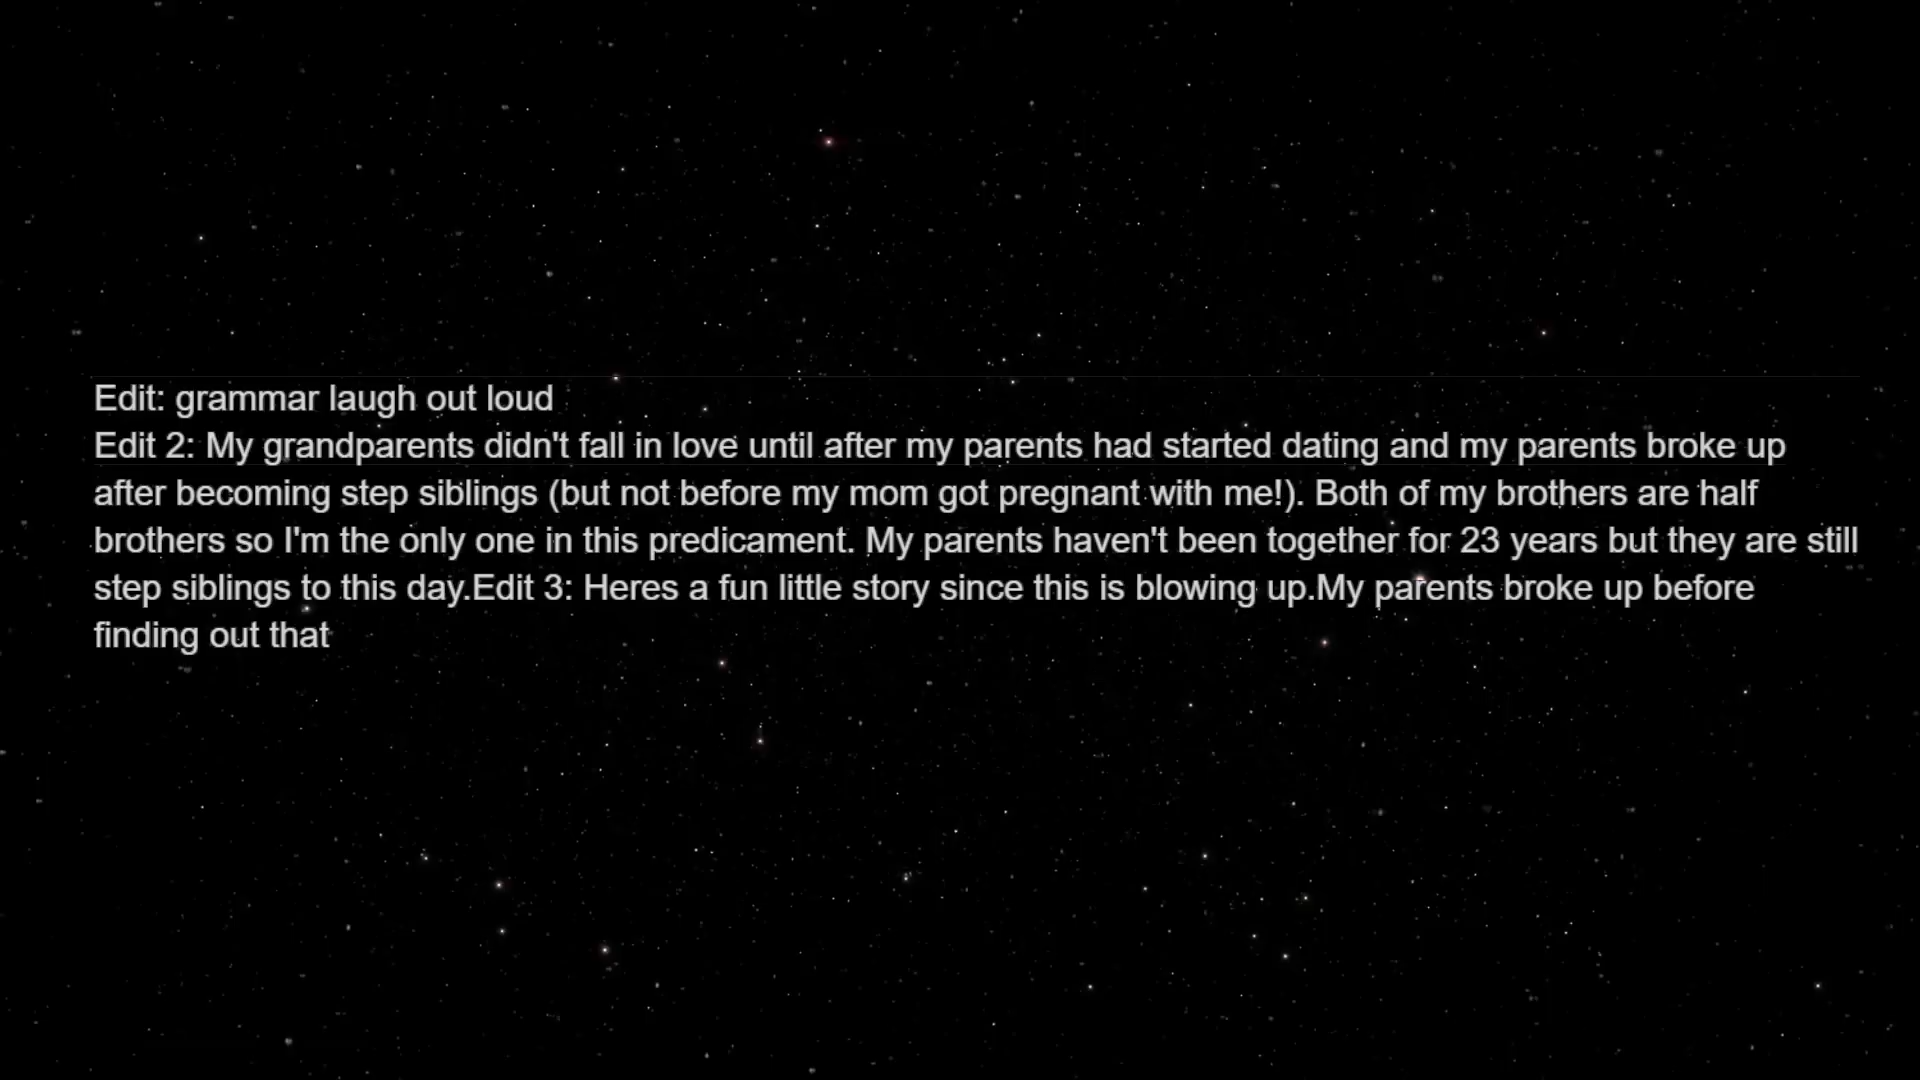 Edit: grammar laugh out loud
Edit 2: My grandparents didn't fall in love until after my parents had started dating and my parents broke up
after becoming step siblings (but not before my mom got pregnant with me!). Both of my brothers are half
brothers so I'm the only one in this predicament. My parents haven't been together for 23 years but they are still
step siblings to this day.Edit 3: Heres a fun little story since this is blowing up.My parents broke up before
finding out that